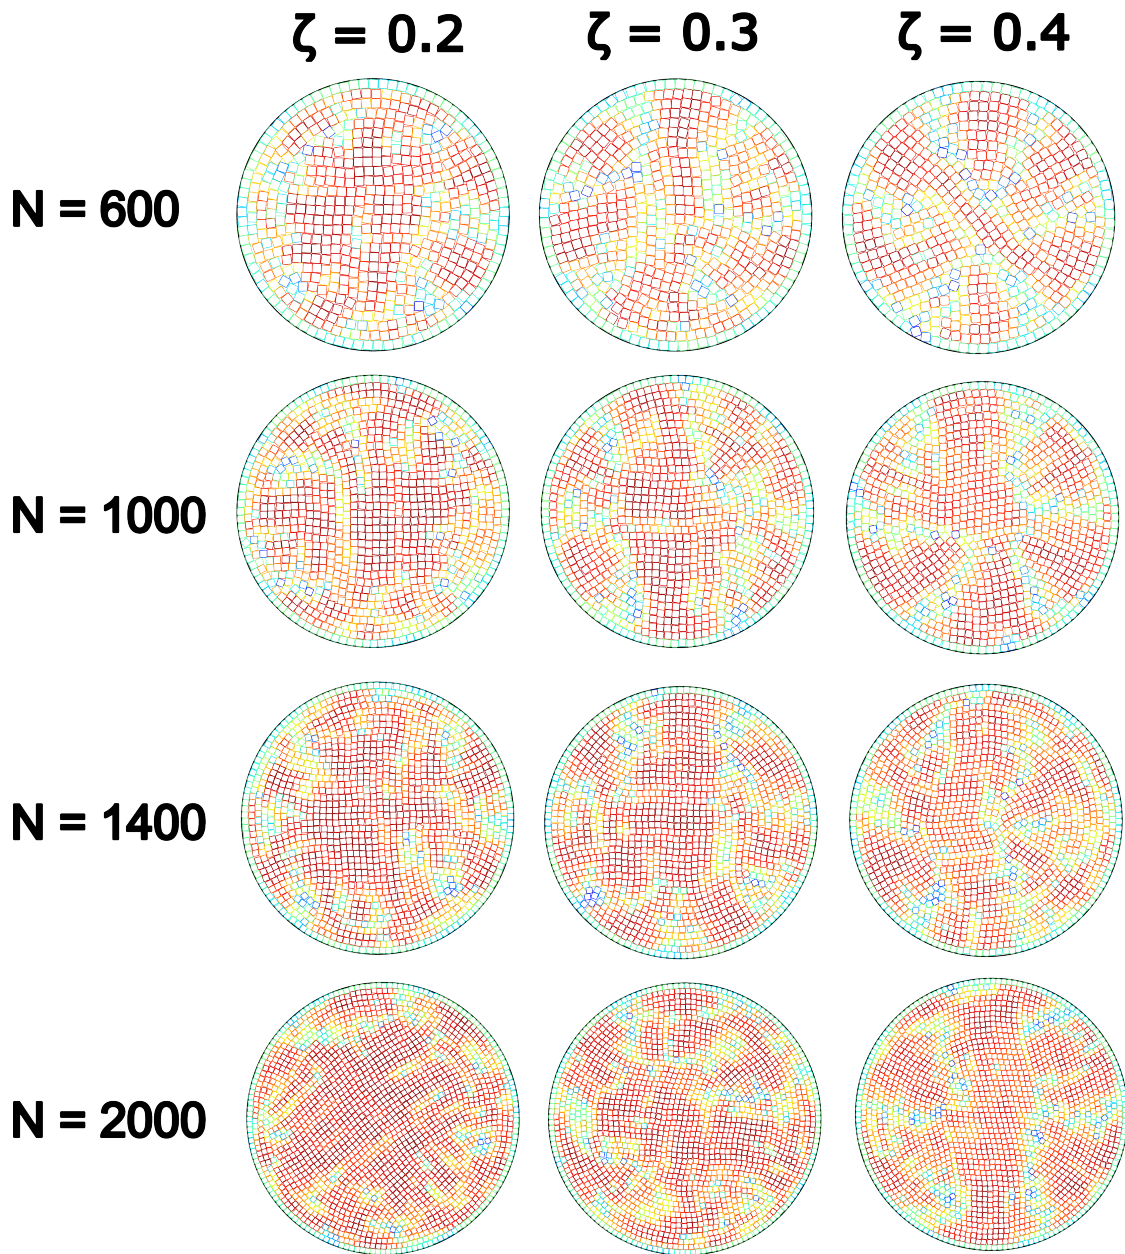 ζ = 0.2 ζ = 0.3 ζ = 0.4
N = 600
N = 1000
N = 1400
N = 2000